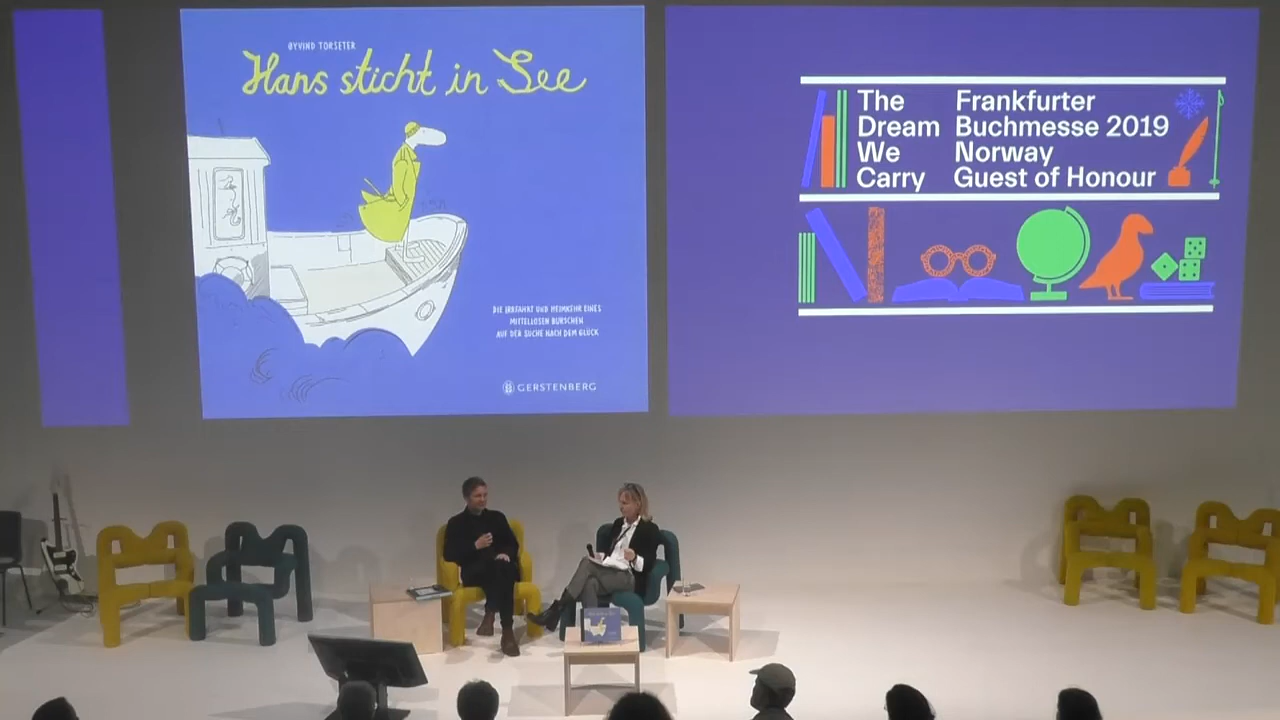 ØYVIND TORSETER
Hans sticht in See
DIE IRRFAHRT UND HEIMKEHR EINES
MITTELLOSEN BURSCHEN
AUF DER SUCHE NACH DEM GLÜCK
GERSTENBERG
The
Dream
We
Carry
Frankfurter
Buchmesse 2019
Norway
Guest of Honour